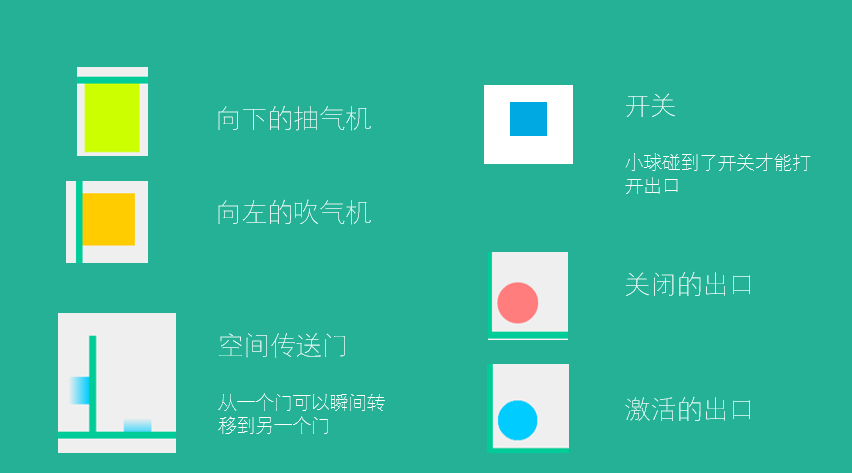 向下的抽气机
向左的吹气机
空间传送门
从一个门可以瞬间转
移到另一个门
开关
小球碰到了开关才能打
开出口
关闭的出口
激活的出口